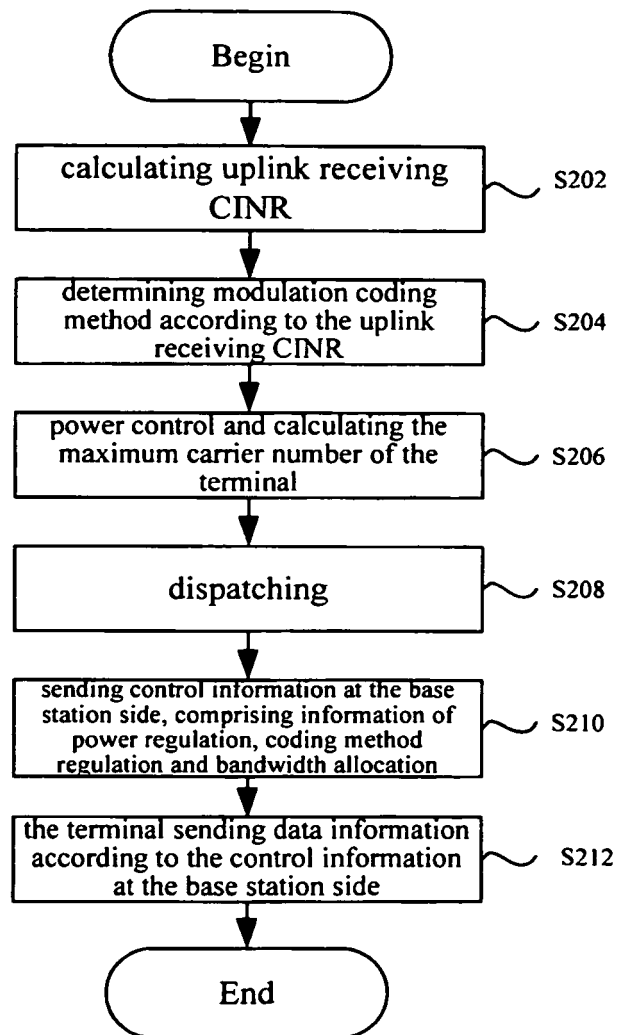 Begin
calculating uplink receiving
CINR
S202
determining modulation coding
method according to the uplink
receiving CINR
S204
power control and calculating the
maximum carrier number of the
terminal
S206
dispatching
S208
sending control information at the base
station side, comprising information of
power regulation, coding method
regulation and bandwidth allocation
S210
the terminal sending data information
according to the control information
at the base station side
S212
End